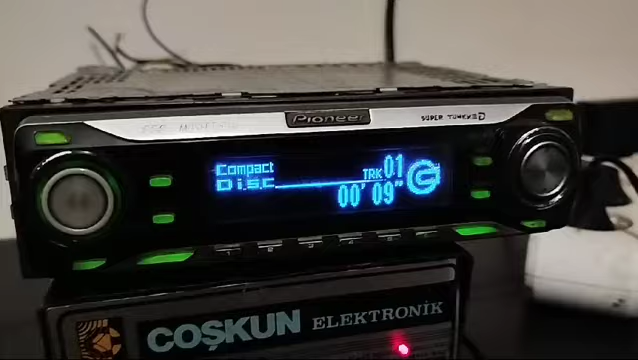 Pioneer
SUPER TUNER III D
Compact
Disc
TRK 01
00' 09"
1 2 3 4 5 6
COŞKUN ELEKTRONİK